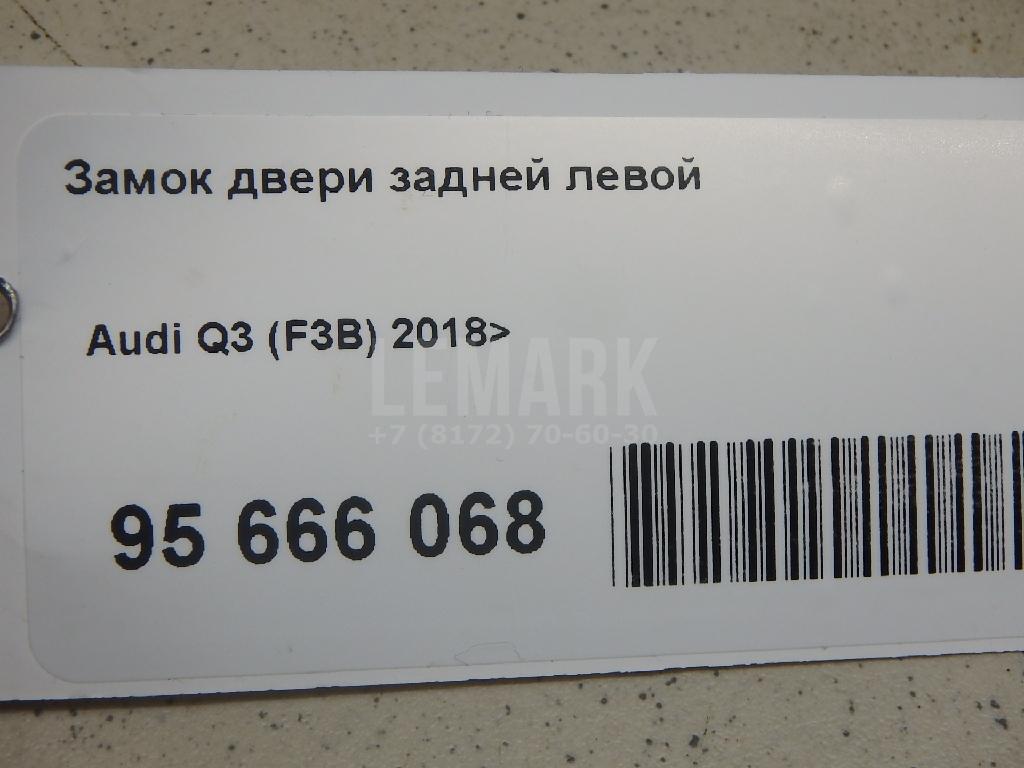 Замок двери задней левой
Audi Q3 (F3B) 2018>
LEMARK
+7 (8172) 70-60-30
95 666 068